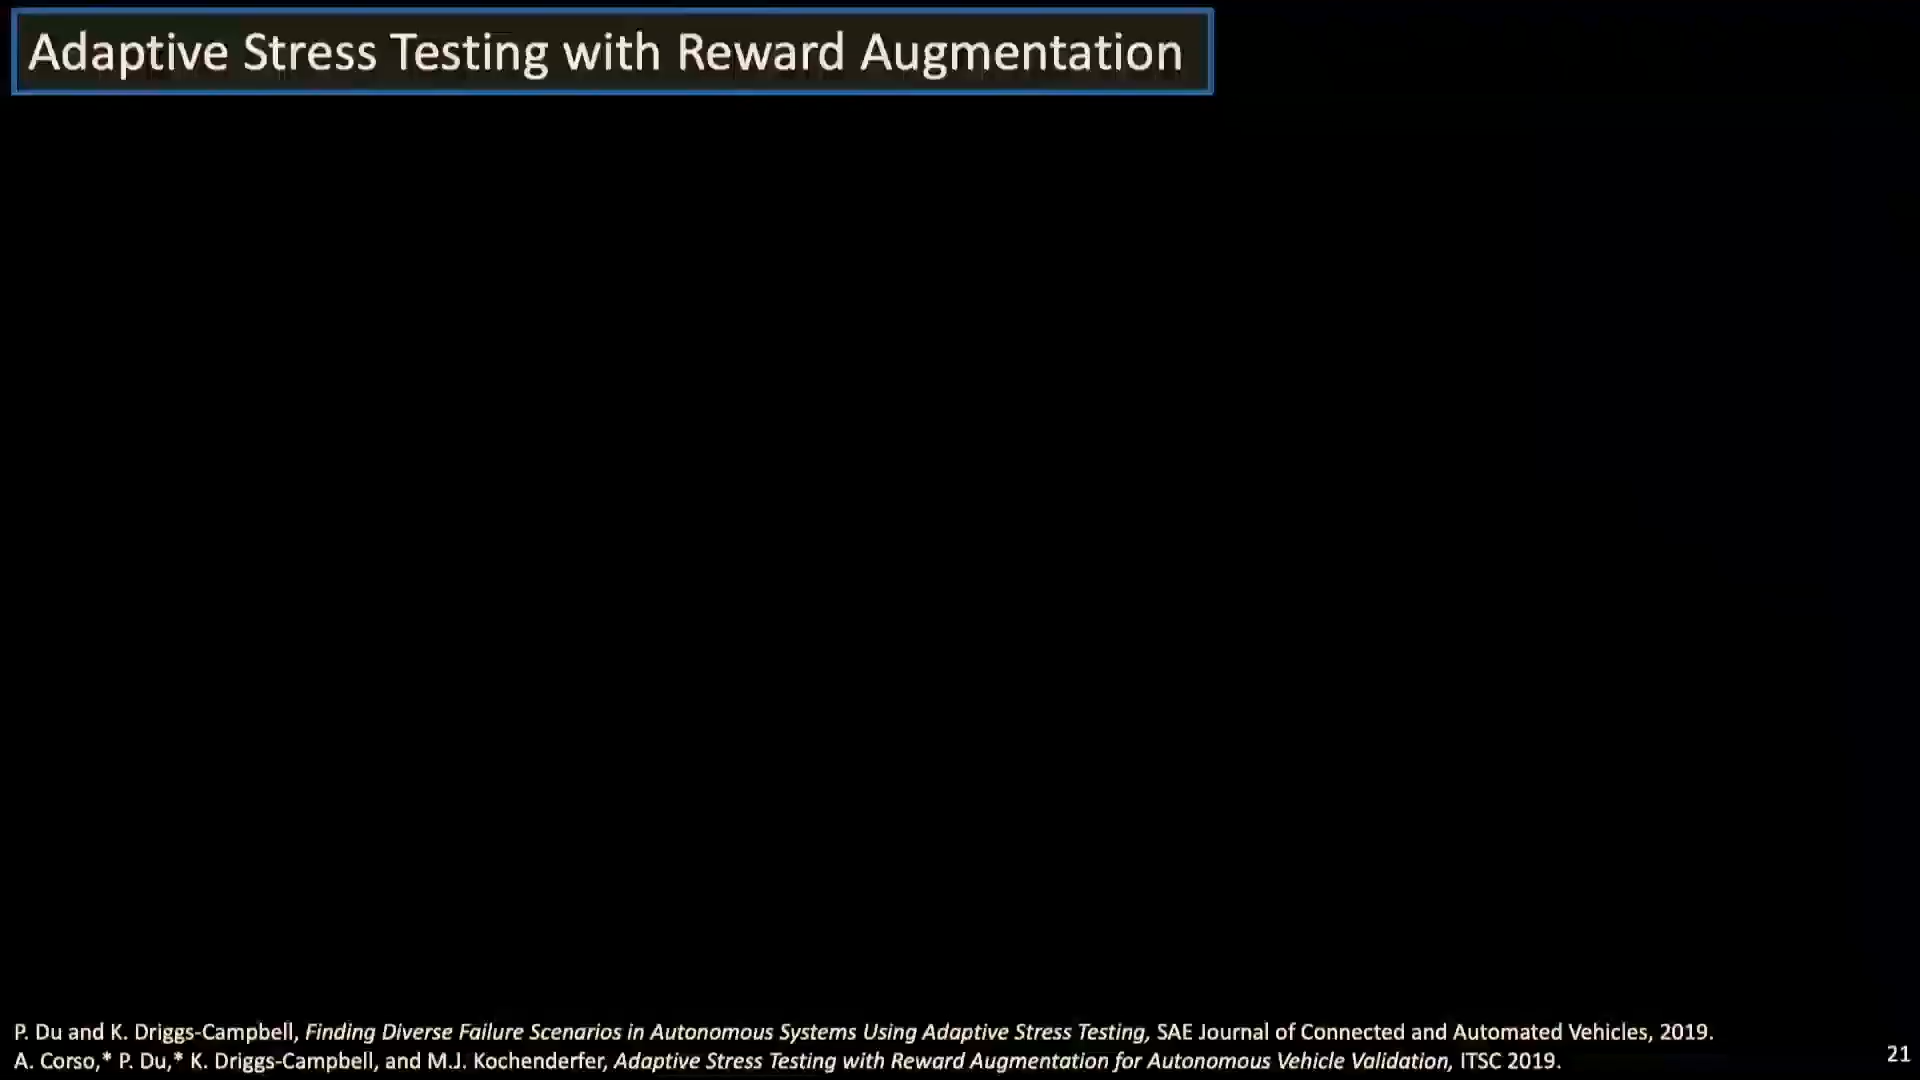 Adaptive Stress Testing with Reward Augmentation
P. Du and K. Driggs-Campbell, Finding Diverse Failure Scenarios in Autonomous Systems Using Adaptive Stress Testing, SAE Journal of Connected and Automated Vehicles, 2019.
A. Corso,* P. Du,* K. Driggs-Campbell, and M.J. Kochenderfer, Adaptive Stress Testing with Reward Augmentation for Autonomous Vehicle Validation, ITSC 2019.
21